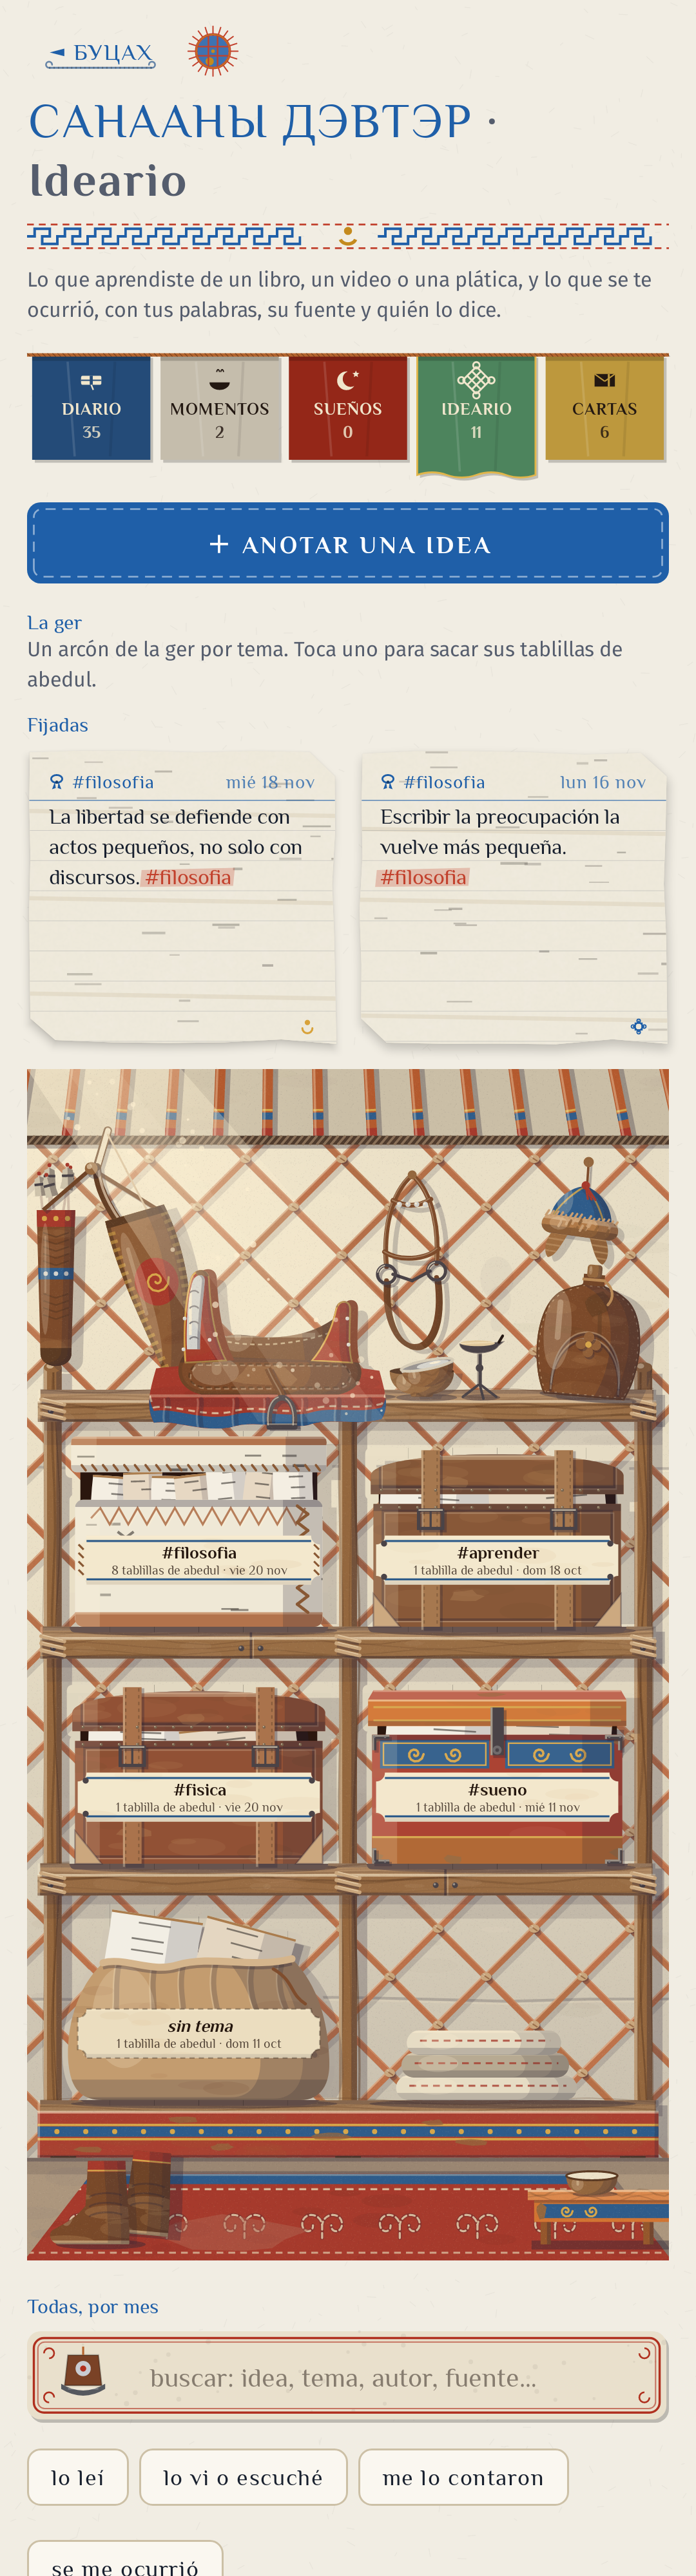 ◄ БУЦАХ
САНААНЫ ДЭВТЭР ·
Ideario
Lo que aprendiste de un libro, un video o una plática, y lo que se te
ocurrió, con tus palabras, su fuente y quién lo dice.
DIARIO
35
MOMENTOS
2
SUEÑOS
0
IDEARIO
11
CARTAS
6
+ ANOTAR UNA IDEA
La ger
Un arcón de la ger por tema. Toca uno para sacar sus tablillas de
abedul.
Fijadas
#filosofia mié 18 nov
La libertad se defiende con
actos pequeños, no solo con
discursos. #filosofia
#filosofia lun 16 nov
Escribir la preocupación la
vuelve más pequeña.
#filosofia
#filosofia
8 tablillas de abedul · vie 20 nov
#aprender
1 tablilla de abedul · dom 18 oct
#fisica
1 tablilla de abedul · vie 20 nov
#sueno
1 tablilla de abedul · mié 11 nov
sin tema
1 tablilla de abedul · dom 11 oct
Todas, por mes
buscar: idea, tema, autor, fuente...
lo leí
lo vi o escuché
me lo contaron
se me ocurrió